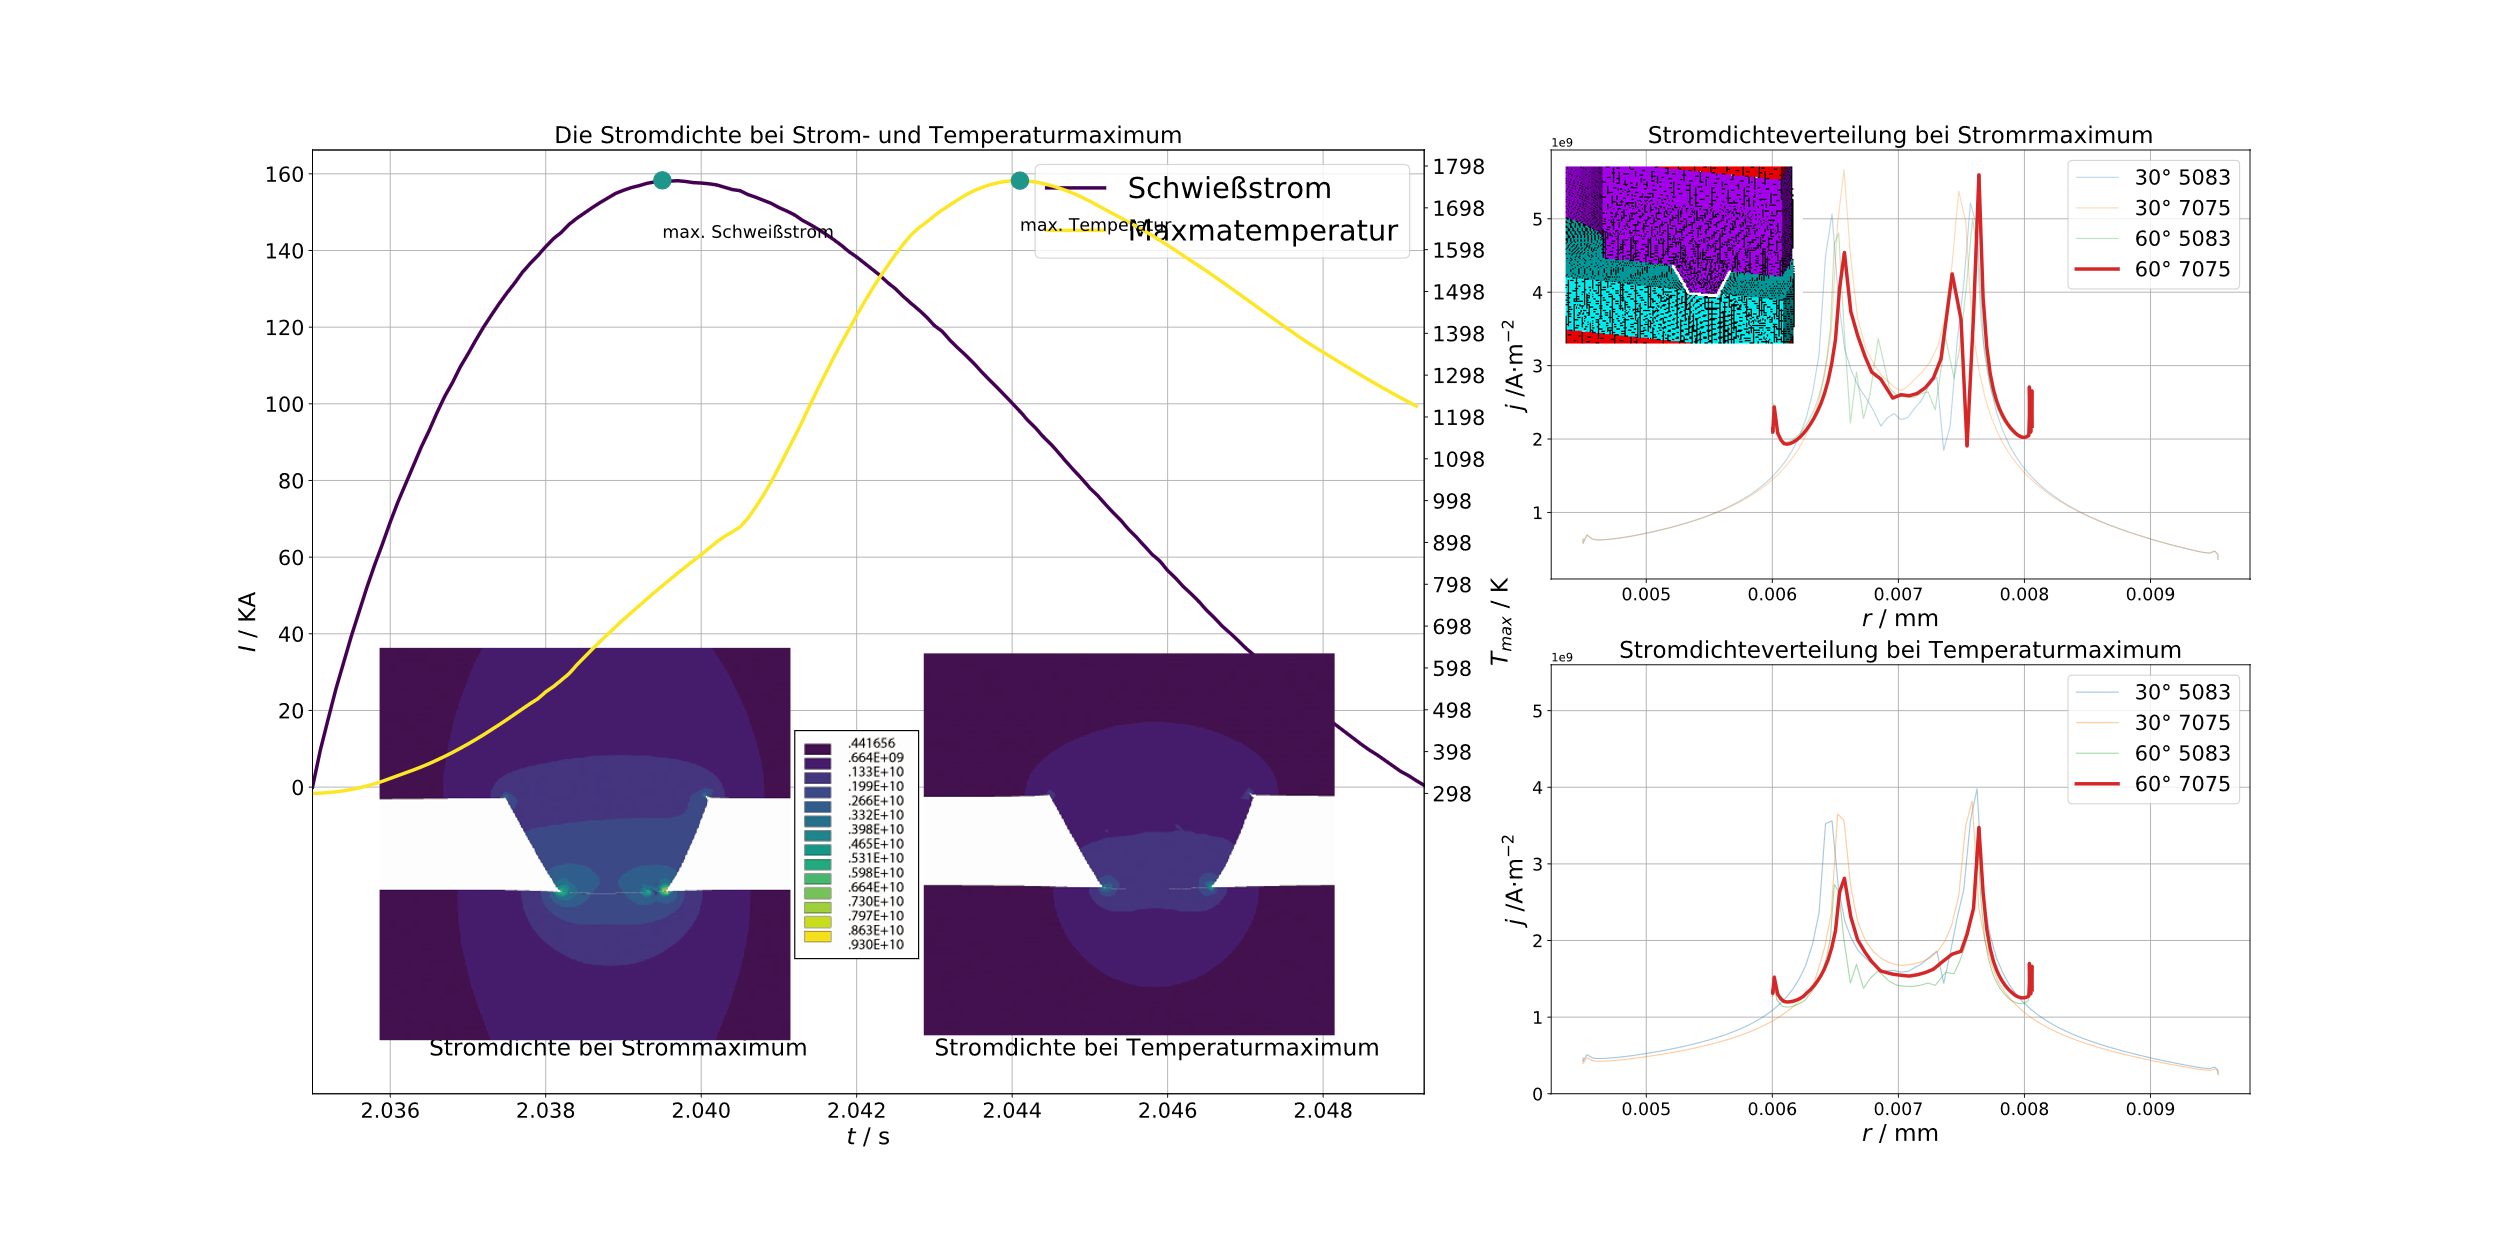 Die Stromdichte bei Strom- und Temperaturmaximum
160
140
120
100
80
60
40
20
0
I / KA
1798
1698
1598
1498
1398
1298
1198
1098
998
898
798
698
598
498
398
298
T_max / K
Schwießstrom
Maxmatemperatur
max. Schweißstrom
max. Temperatur
.441656
.664E+09
.133E+10
.199E+10
.266E+10
.332E+10
.398E+10
.465E+10
.531E+10
.598E+10
.664E+10
.730E+10
.797E+10
.863E+10
.930E+10
Stromdichte bei Strommaximum
Stromdichte bei Temperaturmaximum
2.036 2.038 2.040 2.042 2.044 2.046 2.048
t / s
Stromdichteverteilung bei Stromrmaximum
1e9
5
4
3
2
1
j /A·m⁻²
30° 5083
30° 7075
60° 5083
60° 7075
0.005 0.006 0.007 0.008 0.009
r / mm
Stromdichteverteilung bei Temperaturmaximum
1e9
5
4
3
2
1
0
j /A·m⁻²
30° 5083
30° 7075
60° 5083
60° 7075
0.005 0.006 0.007 0.008 0.009
r / mm